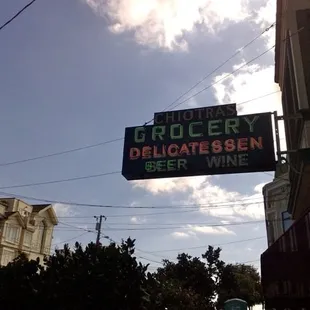 CHIOTRAS
GROCERY
DELICATESSEN
BEER WINE